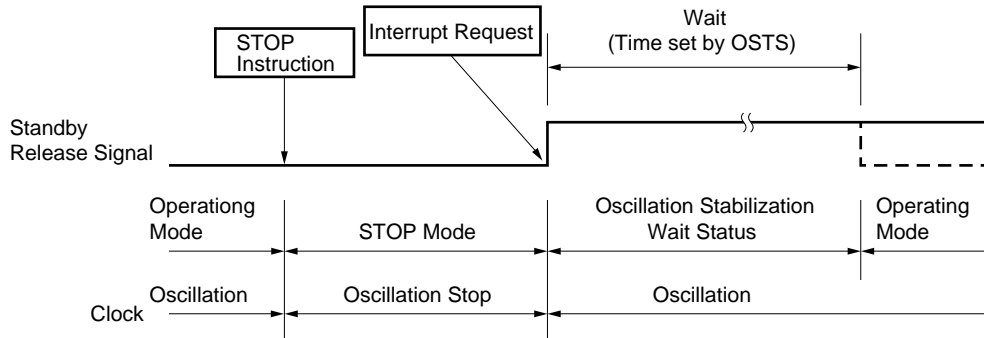 Wait
(Time set by OSTS)
Interrupt Request
STOP
Instruction
Standby
Release Signal
Operationg
Mode
STOP Mode
Oscillation Stabilization
Wait Status
Operating
Mode
Clock
Oscillation
Oscillation Stop
Oscillation